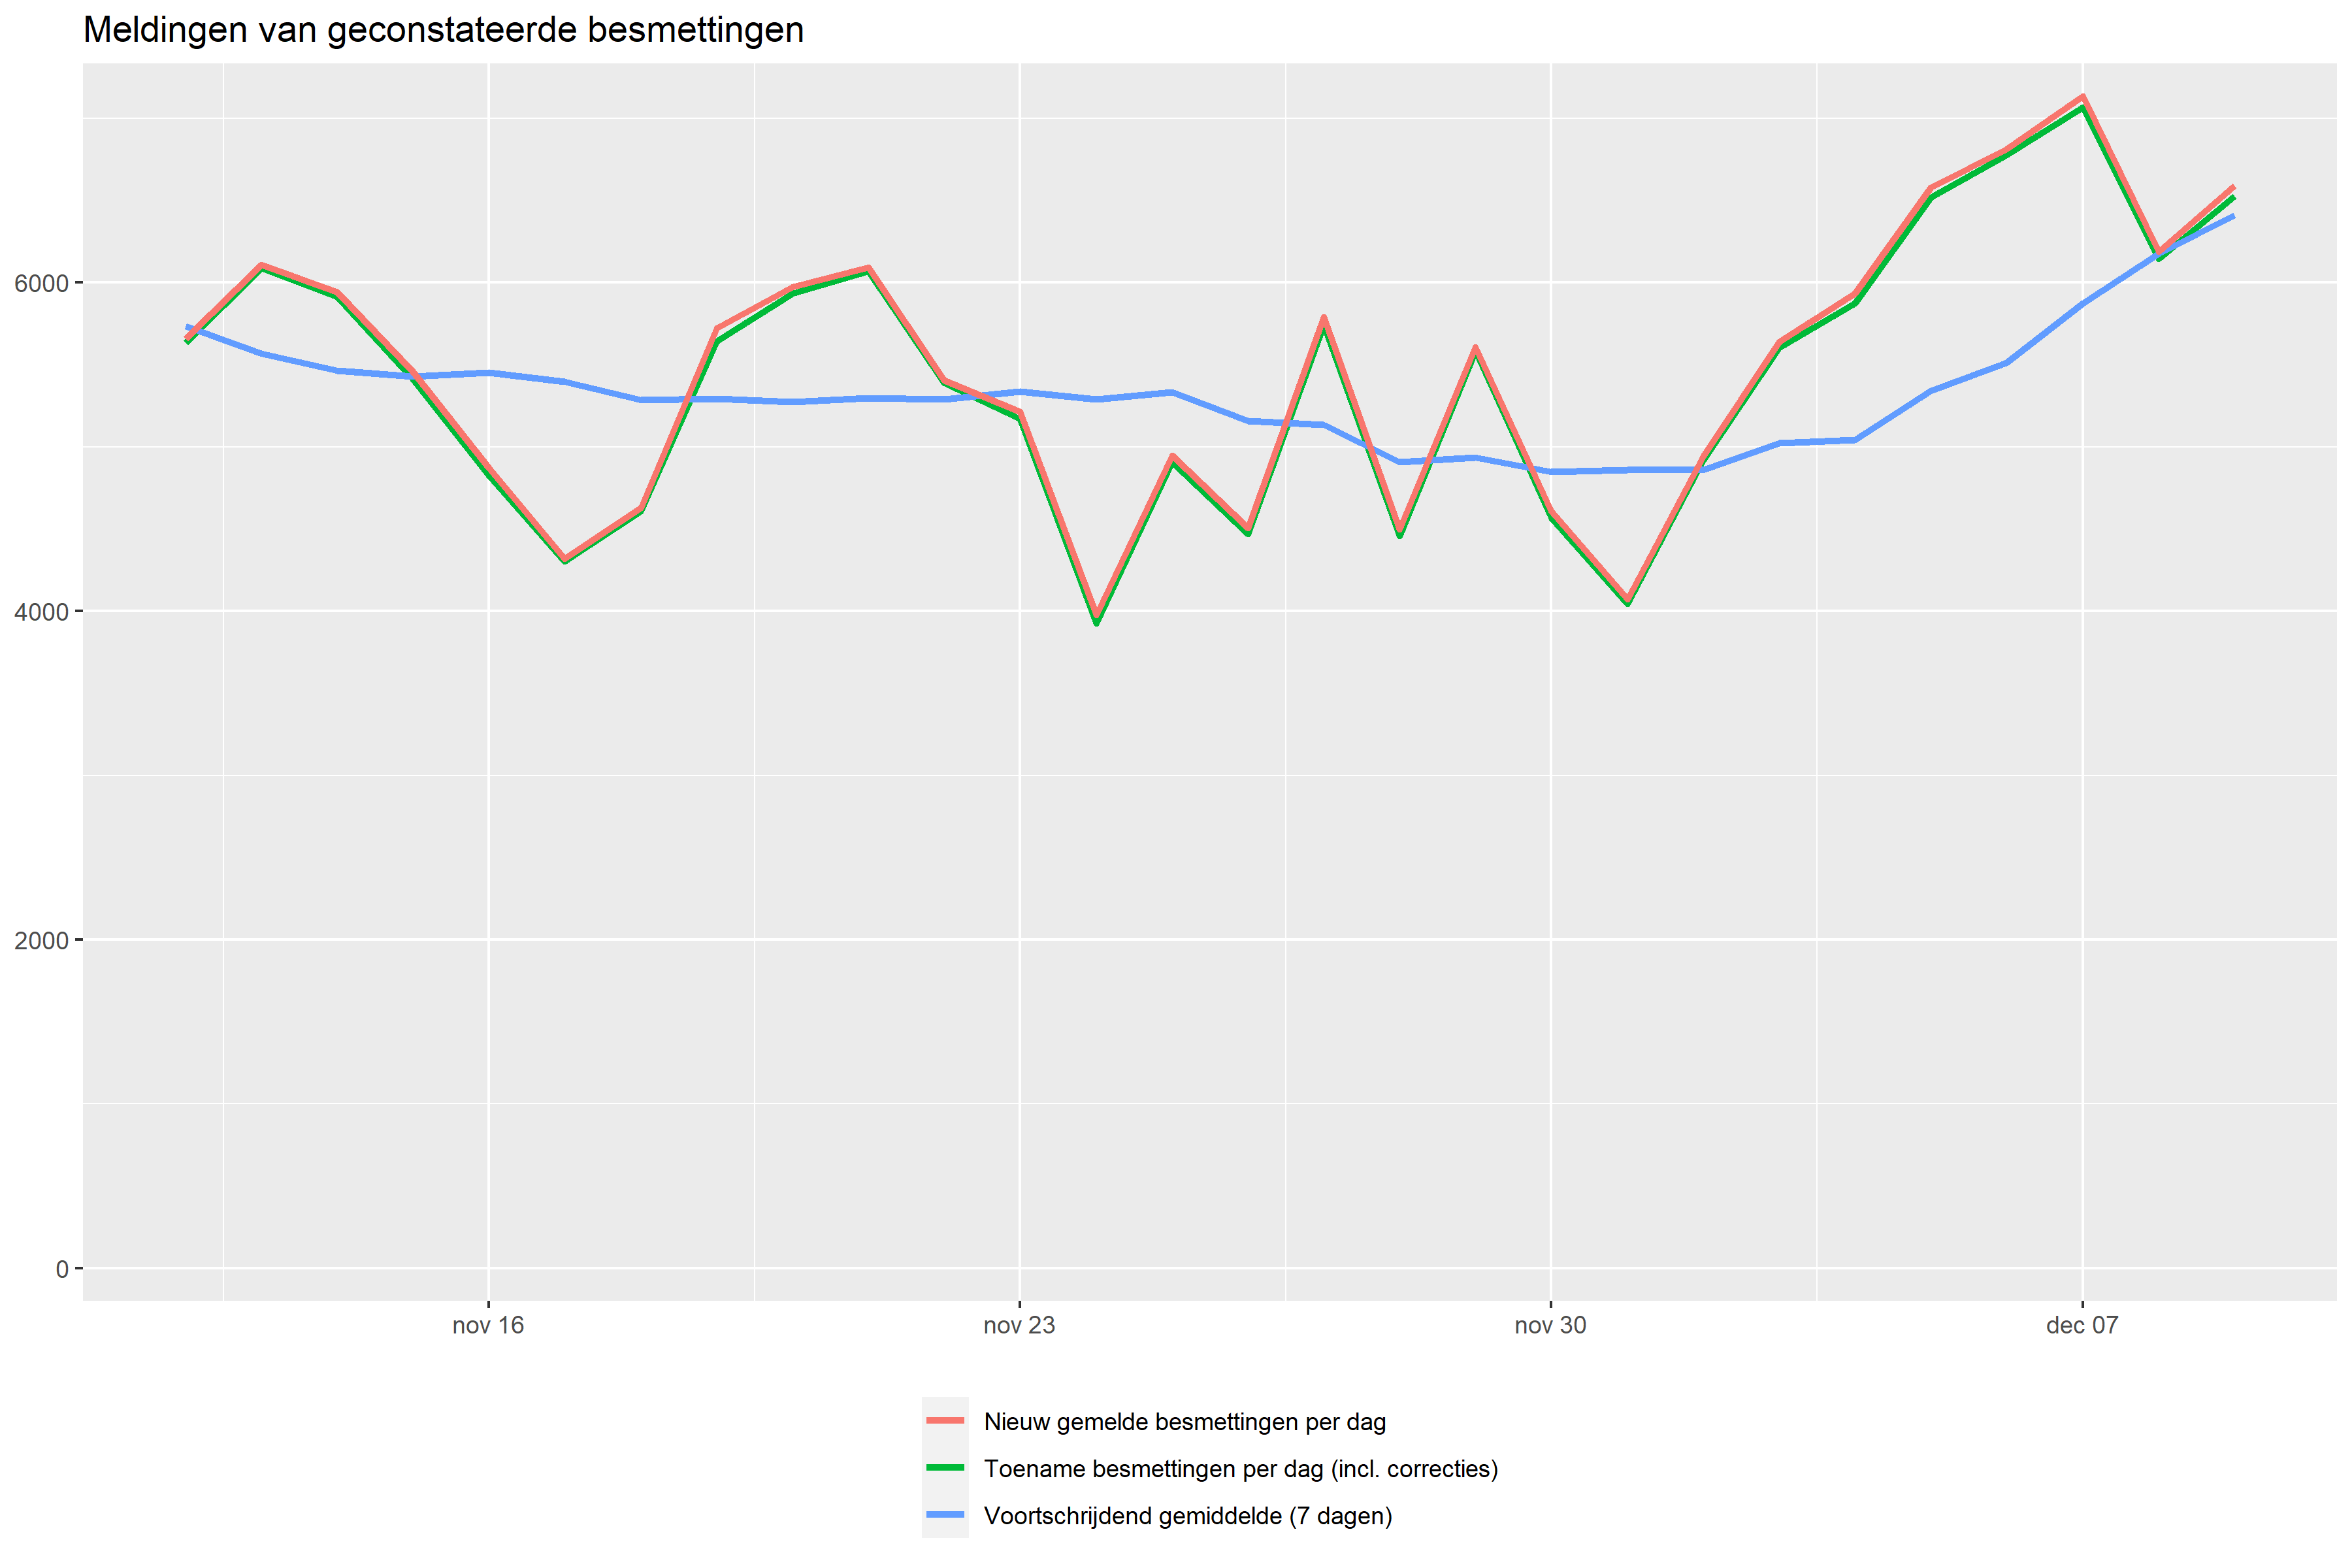 Meldingen van geconstateerde besmettingen
6000
4000
2000
0
nov 16
nov 23
nov 30
dec 07
Nieuw gemelde besmettingen per dag
Toename besmettingen per dag (incl. correcties)
Voortschrijdend gemiddelde (7 dagen)